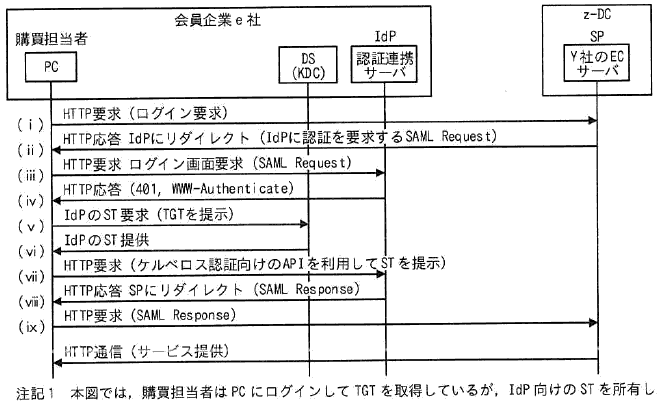 会員企業e社
z-DC
購買担当者
IdP
SP
PC
DS
(KDC)
認証連携
サーバ
Y社のEC
サーバ
(ⅰ) HTTP要求（ログイン要求）
(ⅱ) HTTP応答 IdPにリダイレクト（IdPに認証を要求するSAML Request）
(ⅲ) HTTP要求 ログイン画面要求（SAML Request）
(ⅳ) HTTP応答（401, WWW-Authenticate）
(ⅴ) IdPのST要求（TGTを提示）
(ⅵ) IdPのST提供
(ⅶ) HTTP要求（ケルベロス認証向けのAPIを利用してSTを提示）
(ⅷ) HTTP応答 SPにリダイレクト（SAML Response）
(ⅸ) HTTP要求（SAML Response）
HTTP通信（サービス提供）
注記1 本図では，購買担当者はPCにログインしてTGTを取得しているが，IdP向けのSTを所有し